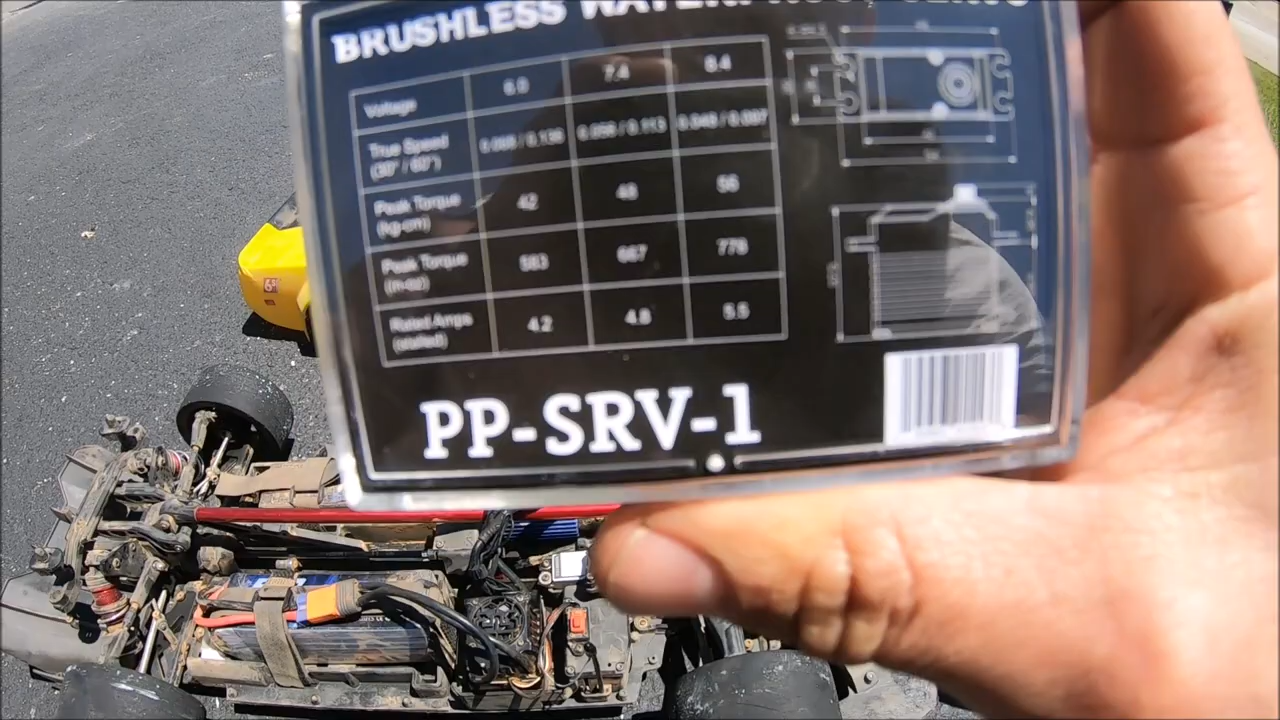 BRUSHLESS WATERPROOF SERVO
Voltage 6.0 7.4 8.4
True Speed
(30° / 60°)
Peak Torque 42 48 56
(kg-cm)
Peak Torque 583 667 778
(in-oz)
Rated Amps 4.2 4.8 5.5
(stalled)
PP-SRV-1